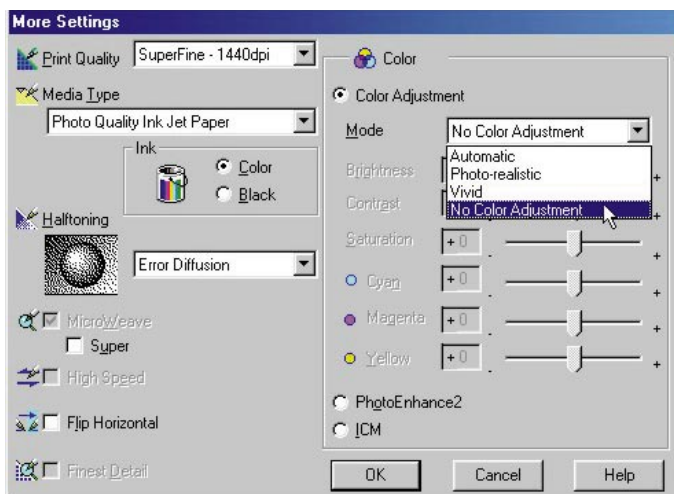 More Settings
Print Quality
SuperFine - 1440dpi
Media Type
Photo Quality Ink Jet Paper
Ink
Color
Black
Halftoning
Error Diffusion
MicroWeave
Super
High Speed
Flip Horizontal
Finest Detail
Color
Color Adjustment
Mode
No Color Adjustment
Automatic
Photo-realistic
Vivid
No Color Adjustment
Brightness
+
Contrast
+
Saturation
+ 0
- +
Cyan
+ 0
- +
Magenta
+ 0
- +
Yellow
+ 0
- +
PhotoEnhance2
ICM
OK
Cancel
Help